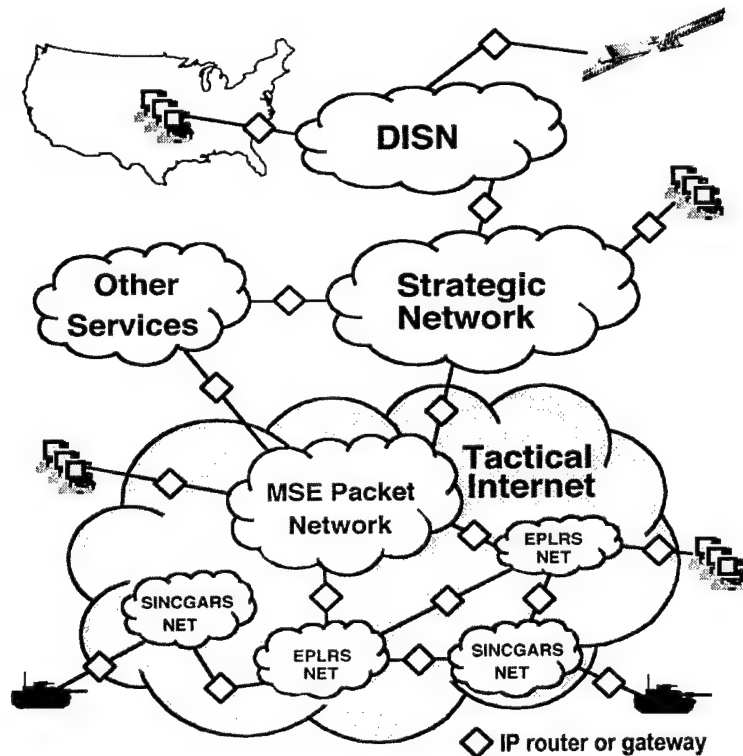 DISN
Other
Services
Strategic
Network
Tactical
Internet
MSE Packet
Network
EPLRS
NET
SINCGARS
NET
EPLRS
NET
SINCGARS
NET
IP router or gateway